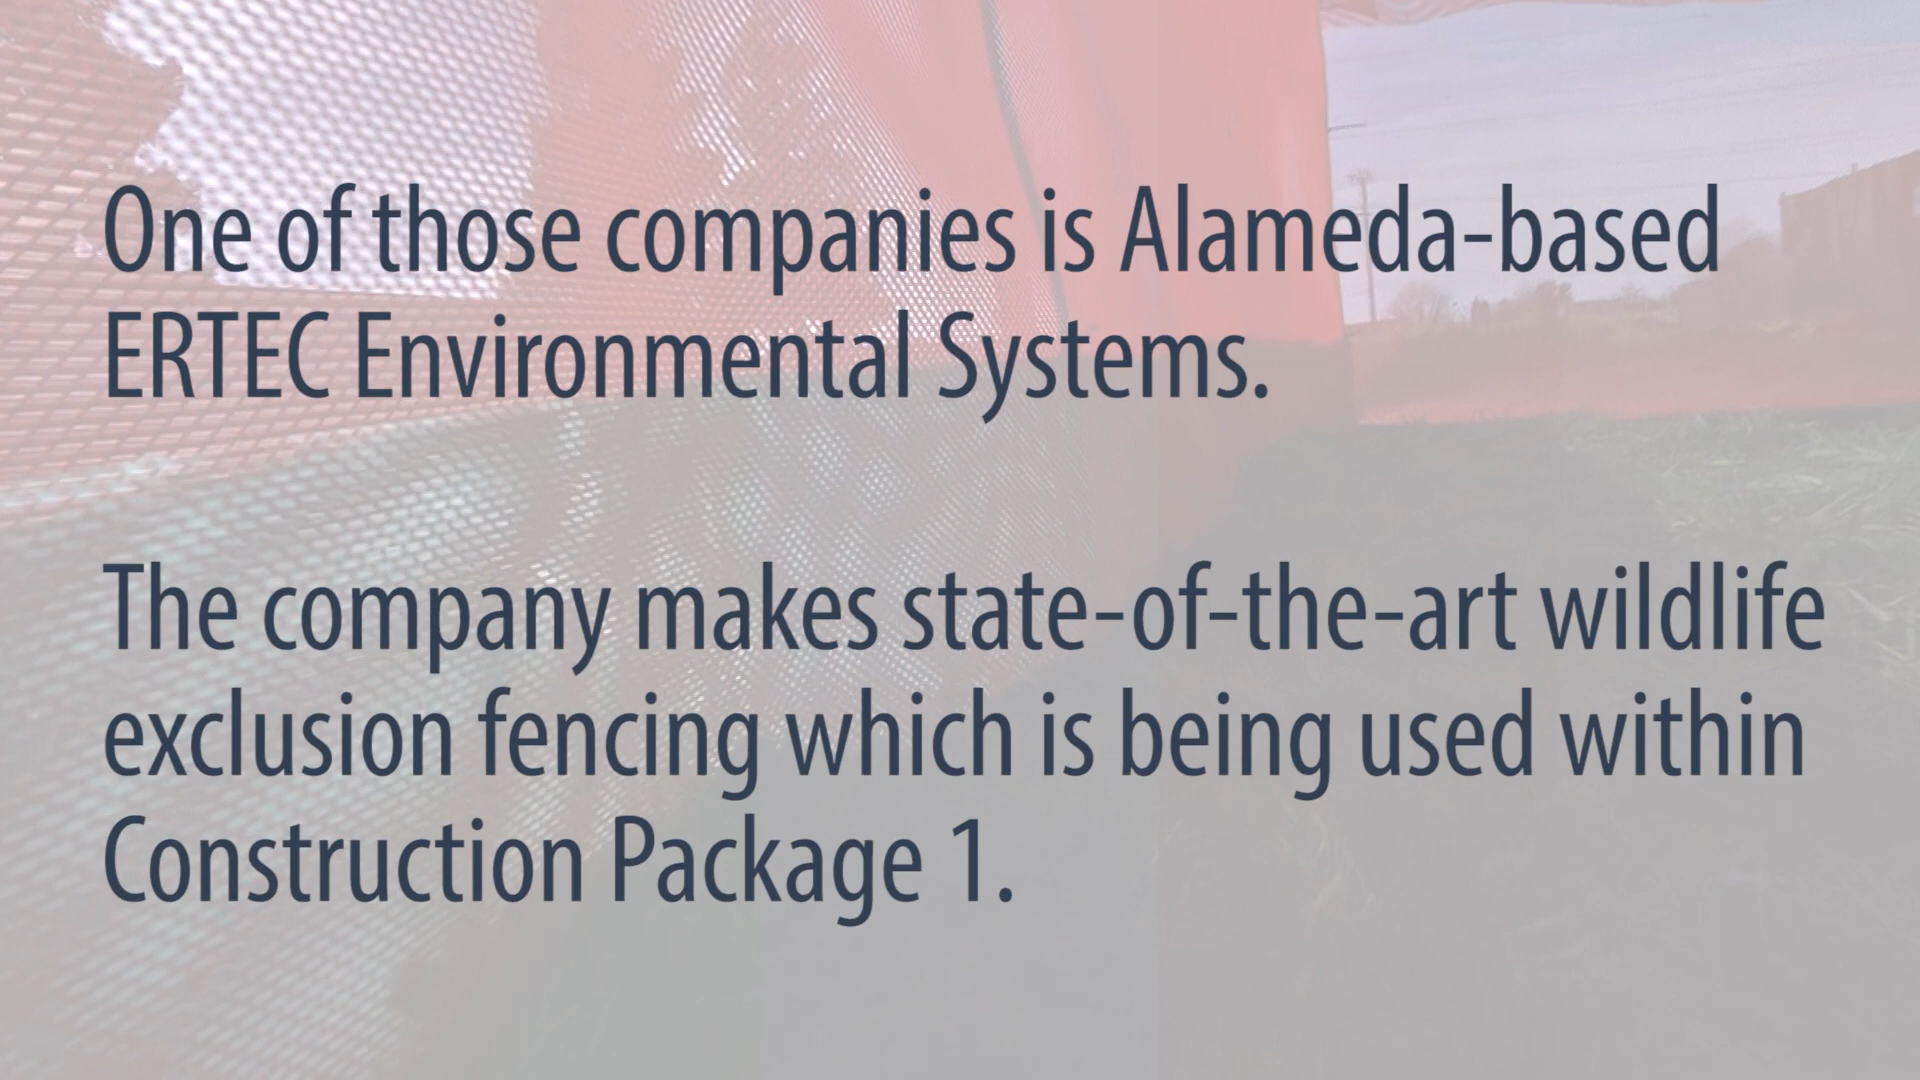 One of those companies is Alameda-based
ERTEC Environmental Systems.
The company makes state-of-the-art wildlife
exclusion fencing which is being used within
Construction Package 1.